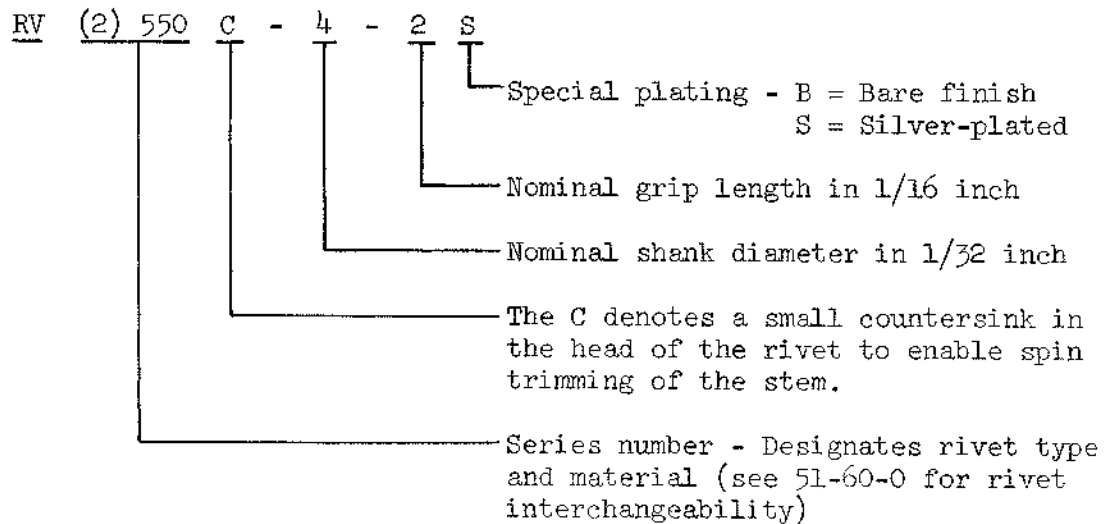 RV (2) 550 C - 4 - 2 S
Special plating - B = Bare finish
S = Silver-plated
Nominal grip length in 1/16 inch
Nominal shank diameter in 1/32 inch
The C denotes a small countersink in
the head of the rivet to enable spin
trimming of the stem.
Series number - Designates rivet type
and material (see 51-60-0 for rivet
interchangeability)